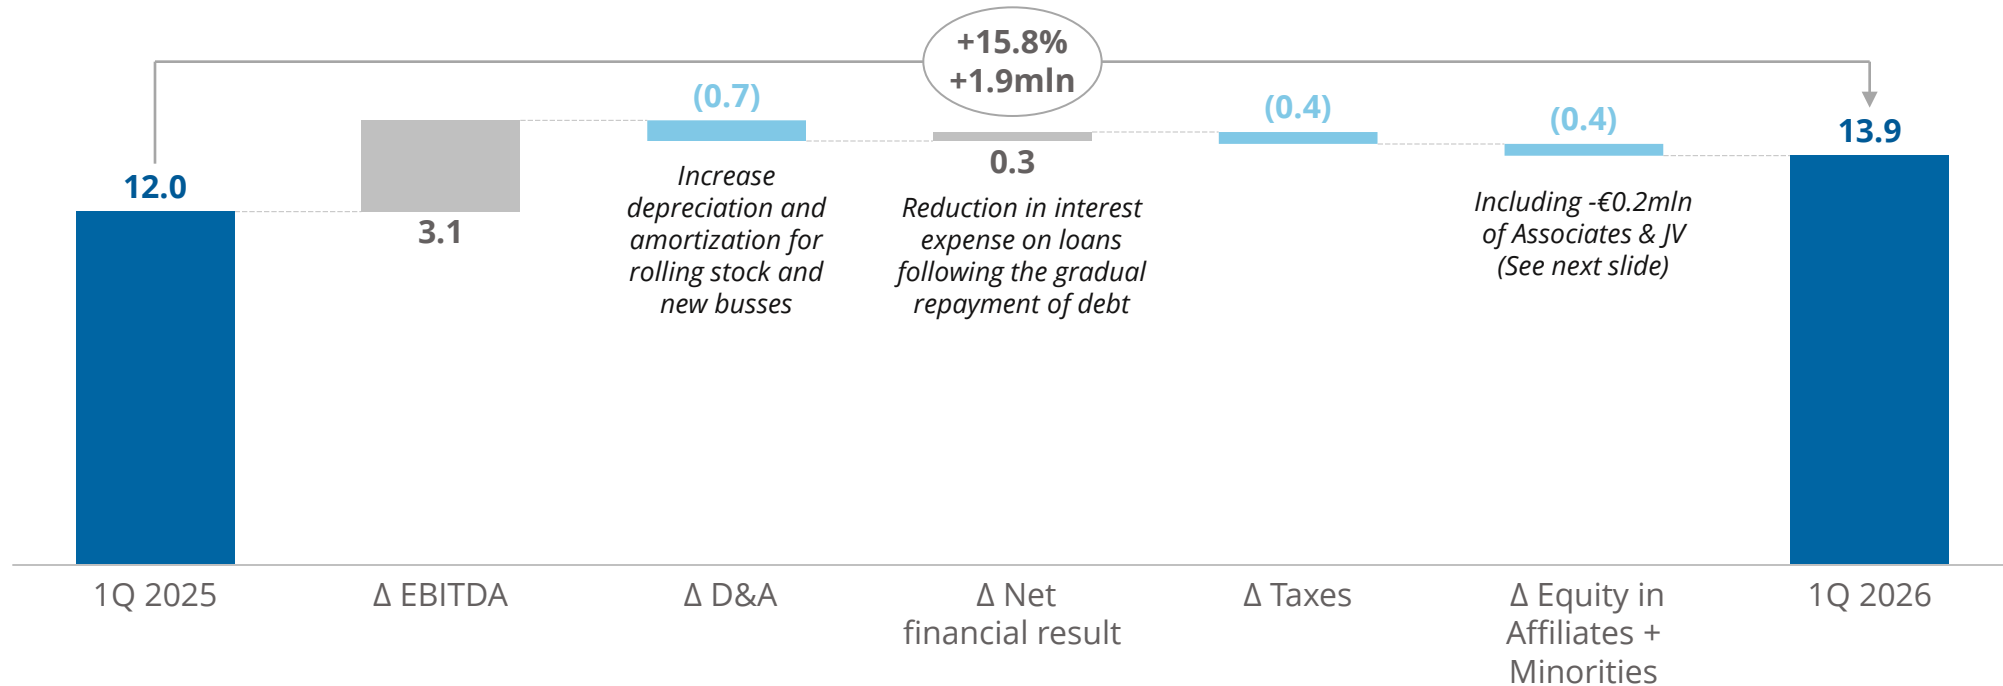 +15.8%
+1.9mln
12.0
3.1
(0.7)
Increase
depreciation and
amortization for
rolling stock and
new busses
0.3
Reduction in interest
expense on loans
following the gradual
repayment of debt
(0.4)
(0.4)
Including -€0.2mln
of Associates & JV
(See next slide)
13.9
1Q 2025
Δ EBITDA
Δ D&A
Δ Net
financial result
Δ Taxes
Δ Equity in
Affiliates +
Minorities
1Q 2026